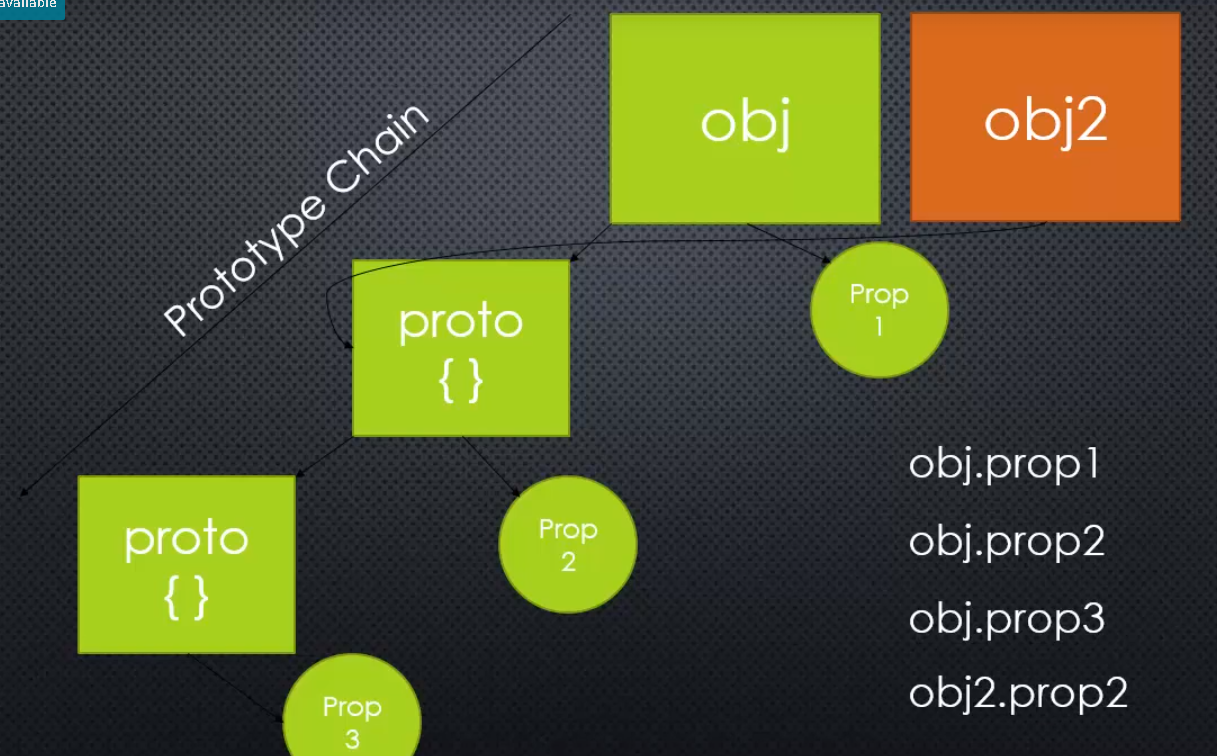 available
obj
obj2
Prototype Chain
proto
{ }
Prop
1
proto
{ }
Prop
2
Prop
3
obj.prop1
obj.prop2
obj.prop3
obj2.prop2